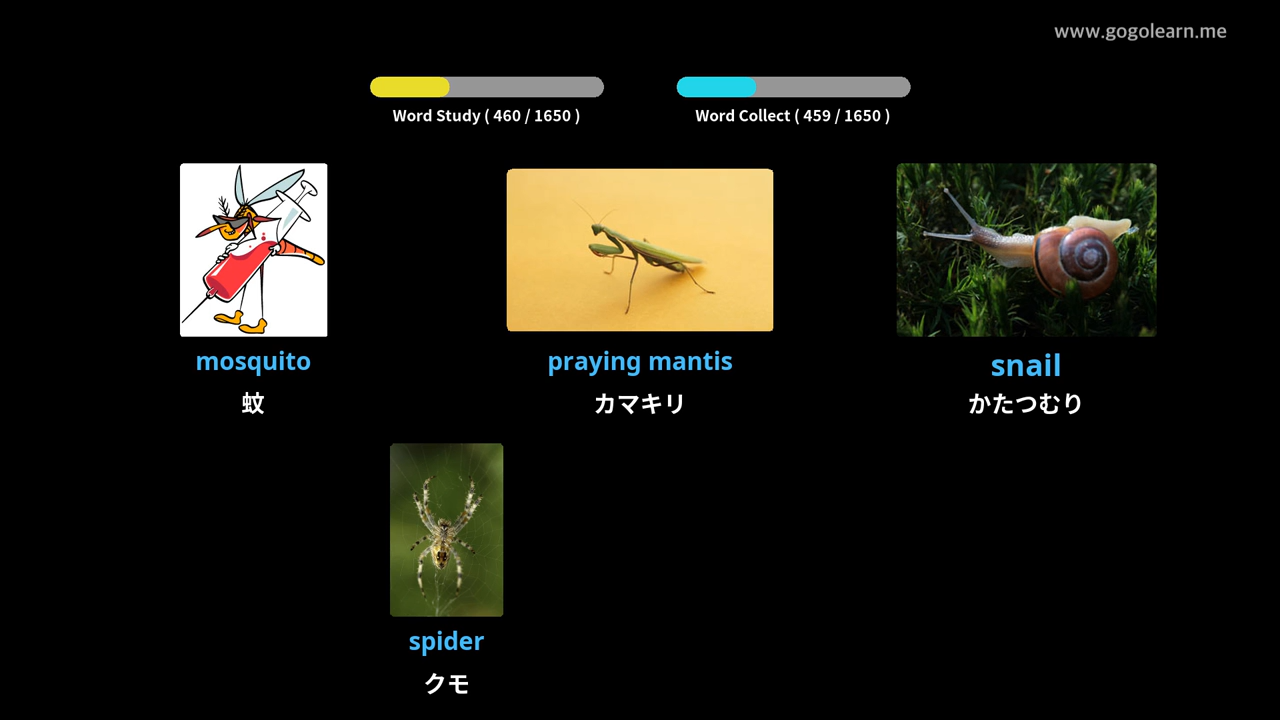 www.gogolearn.me
Word Study ( 460 / 1650 )
Word Collect ( 459 / 1650 )
mosquito
蚊
praying mantis
カマキリ
snail
かたつむり
spider
クモ